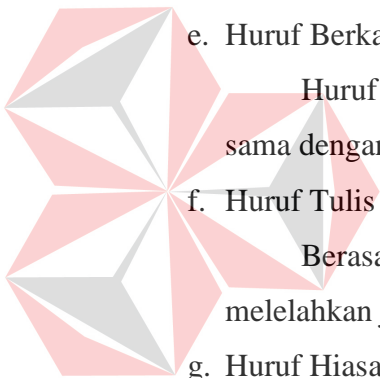 e. Huruf Berka
Huruf
sama dengan
f. Huruf Tulis
Berasa
melelahkan
g. Huruf Hiasa